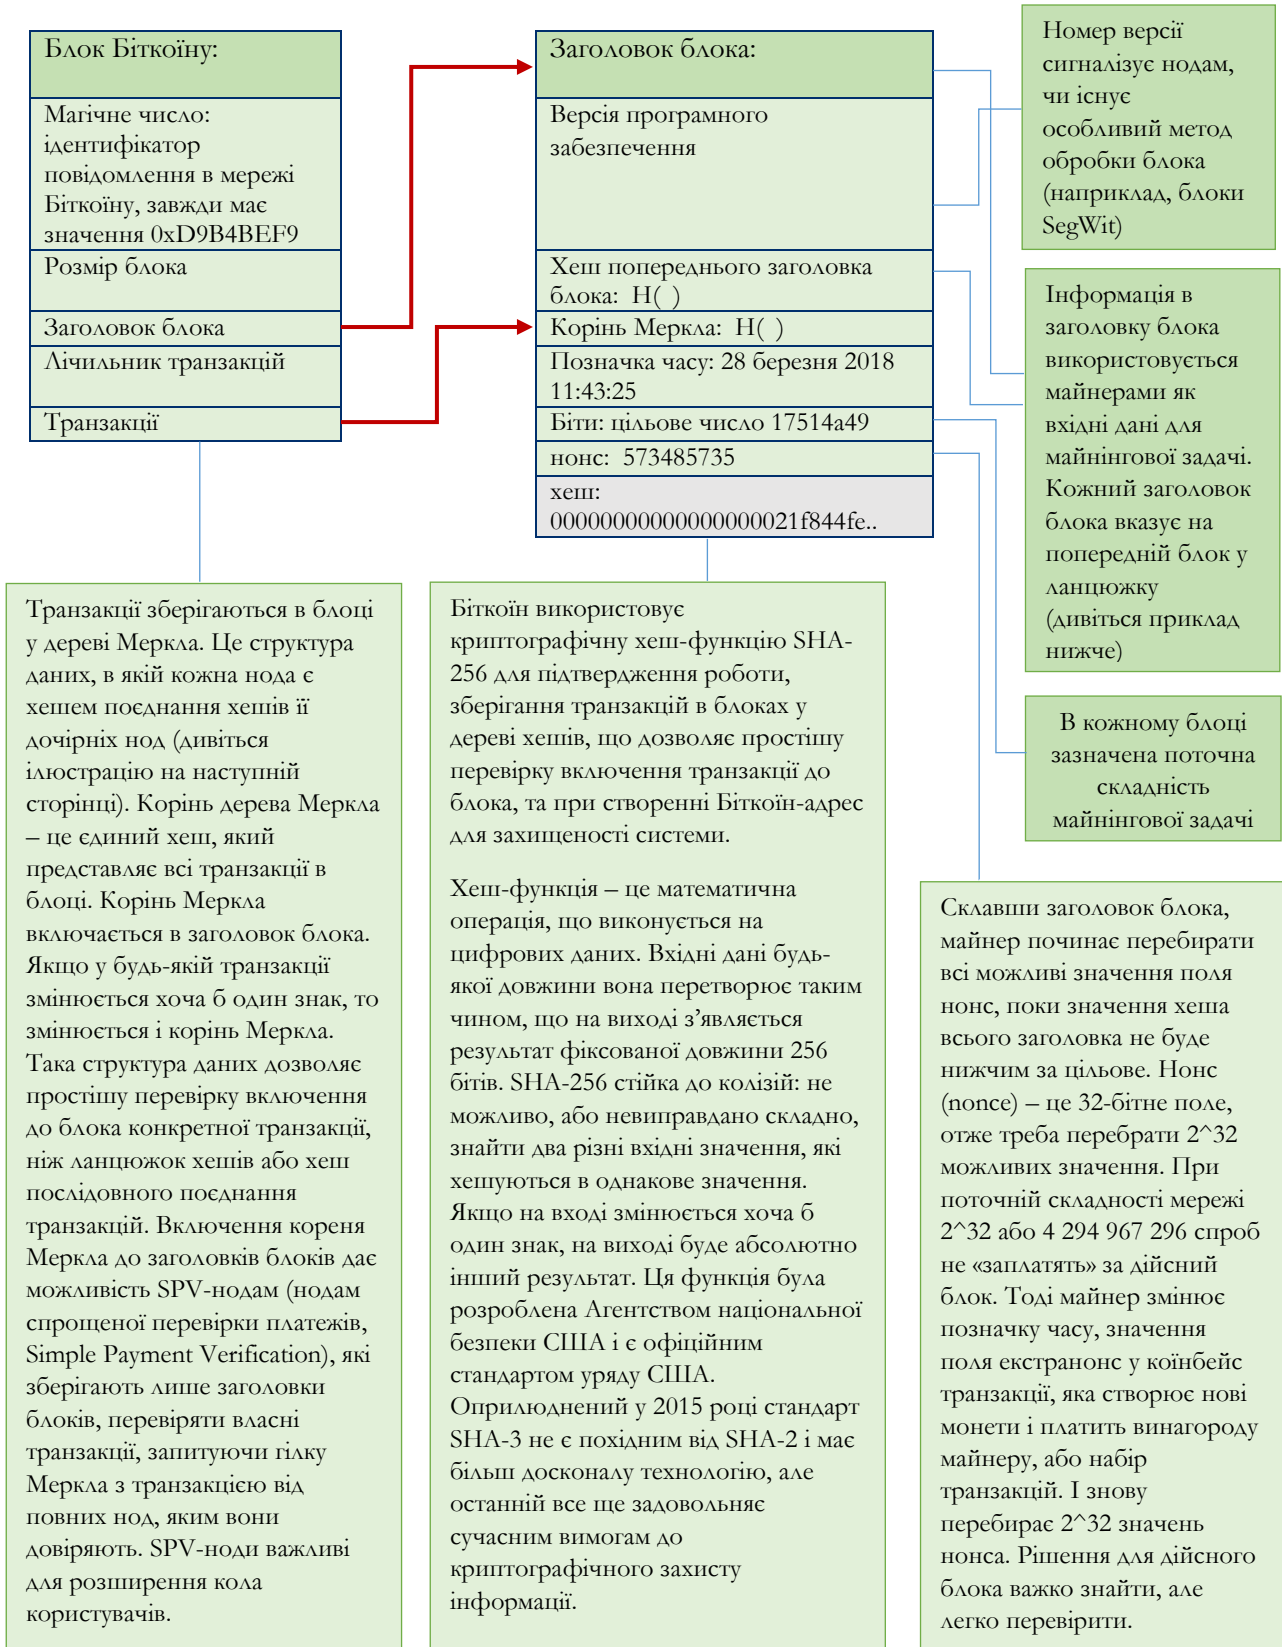 Блок Біткоїну:
Магічне число:
ідентифікатор
повідомлення в мережі
Біткоїну, завжди має
значення 0xD9B4BEF9
Розмір блока
Заголовок блока
Лічильник транзакцій
Транзакції
Заголовок блока:
Версія програмного
забезпечення
Хеш попереднього заголовка
блока: H( )
Корінь Меркла: H( )
Позначка часу: 28 березня 2018
11:43:25
Біти: цільове число 17514a49
нонс: 573485735
хеш:
00000000000000000021f844fe..
Номер версії
сигналізує нодам,
чи існує
особливий метод
обробки блока
(наприклад, блоки
SegWit)
Інформація в
заголовку блока
використовується
майнерами як
вхідні дані для
майнінгової задачі.
Кожний заголовок
блока вказує на
попередній блок у
ланцюжку
(дивіться приклад
нижче)
В кожному блоці
зазначена поточна
складність
майнінгової задачі
Транзакції зберігаються в блоці
у дереві Меркла. Це структура
даних, в якій кожна нода є
хешем поєднання хешів її
дочірніх нод (дивіться
ілюстрацію на наступній
сторінці). Корінь дерева Меркла
– це єдиний хеш, який
представляє всі транзакції в
блоці. Корінь Меркла
включається в заголовок блока.
Якщо у будь-якій транзакції
змінюється хоча б один знак, то
змінюється і корінь Меркла.
Така структура даних дозволяє
простішу перевірку включення
до блока конкретної транзакції,
ніж ланцюжок хешів або хеш
послідовного поєднання
транзакцій. Включення кореня
Меркла до заголовків блоків дає
можливість SPV-нодам (нодам
спрощеної перевірки платежів,
Simple Payment Verification), які
зберігають лише заголовки
блоків, перевіряти власні
транзакції, запитуючи гілку
Меркла з транзакцією від
повних нод, яким вони
довіряють. SPV-ноди важливі
для розширення кола
користувачів.
Біткоїн використовує
криптографічну хеш-функцію SHA-
256 для підтвердження роботи,
зберігання транзакцій в блоках у
дереві хешів, що дозволяє простішу
перевірку включення транзакції до
блока, та при створенні Біткоїн-адрес
для захищеності системи.
Хеш-функція – це математична
операція, що виконується на
цифрових даних. Вхідні дані будь-
якої довжини вона перетворює таким
чином, що на виході з’являється
результат фіксованої довжини 256
бітів. SHA-256 стійка до колізій: не
можливо, або невиправдано складно,
знайти два різні вхідні значення, які
хешуються в однакове значення.
Якщо на вході змінюється хоча б
один знак, на виході буде абсолютно
інший результат. Ця функція була
розроблена Агентством національної
безпеки США і є офіційним
стандартом уряду США.
Оприлюднений у 2015 році стандарт
SHA-3 не є похідним від SHA-2 і має
більш досконалу технологію, але
останній все ще задовольняє
сучасним вимогам до
криптографічного захисту
інформації.
Склавши заголовок блока,
майнер починає перебирати
всі можливі значення поля
нонс, поки значення хеша
всього заголовка не буде
нижчим за цільове. Нонс
(nonce) – це 32-бітне поле,
отже треба перебрати 2^32
можливих значення. При
поточній складності мережі
2^32 або 4 294 967 296 спроб
не «заплатять» за дійсний
блок. Тоді майнер змінює
позначку часу, значення
поля екстранонс у коїнбейс
транзакції, яка створює нові
монети і платить винагороду
майнеру, або набір
транзакцій. І знову
перебирає 2^32 значень
нонса. Рішення для дійсного
блока важко знайти, але
легко перевірити.